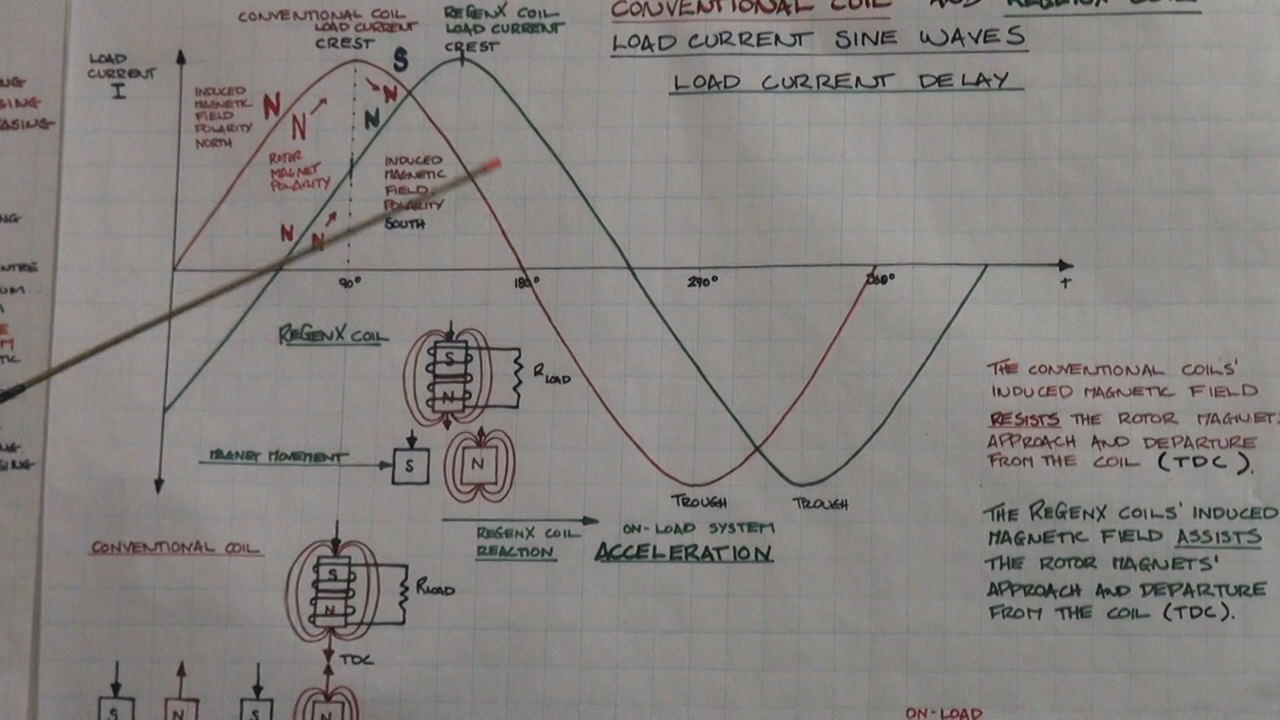 CONVENTIONAL COIL AND REGENX COIL
LOAD CURRENT SINE WAVES
LOAD CURRENT DELAY
CONVENTIONAL COIL
LOAD CURRENT
CREST
REGENX COIL
LOAD CURRENT
CREST
LOAD
CURRENT
I
INDUCED
MAGNETIC
FIELD
POLARITY
NORTH
N
N
ROTOR
MAGNET
POLARITY
S
N
N
INDUCED
MAGNETIC
FIELD
POLARITY
SOUTH
N
N
90°
180°
270°
360°
t
REGENX COIL
S
N
RLOAD
MAGNET MOVEMENT
S
N
TROUGH
TROUGH
REGENX COIL
REACTION
ON-LOAD SYSTEM
ACCELERATION
CONVENTIONAL COIL
S
N
RLOAD
TDC
S
N
S
N
THE CONVENTIONAL COILS'
INDUCED MAGNETIC FIELD
RESISTS THE ROTOR MAGNET.
APPROACH AND DEPARTURE
FROM THE COIL (TDC).
THE REGENX COILS' INDUCED
MAGNETIC FIELD ASSISTS
THE ROTOR MAGNETS'
APPROACH AND DEPARTURE
FROM THE COIL (TDC).
ON-LOAD